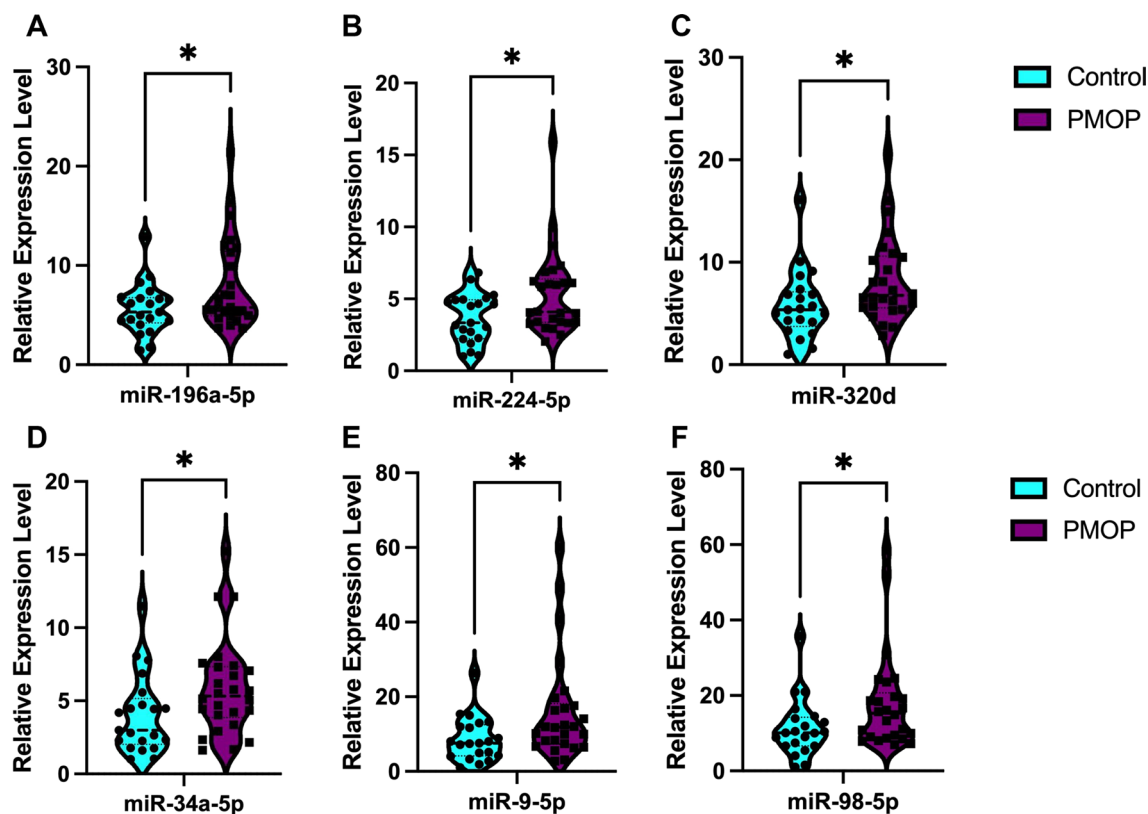 A
Relative Expression Level
30
20
10
0
*
miR-196a-5p
B
Relative Expression Level
20
15
10
5
0
*
miR-224-5p
C
Relative Expression Level
30
20
10
0
*
miR-320d
Control
PMOP
D
Relative Expression Level
20
15
10
5
0
*
miR-34a-5p
E
Relative Expression Level
80
60
40
20
0
*
miR-9-5p
F
Relative Expression Level
80
60
40
20
0
*
miR-98-5p
Control
PMOP